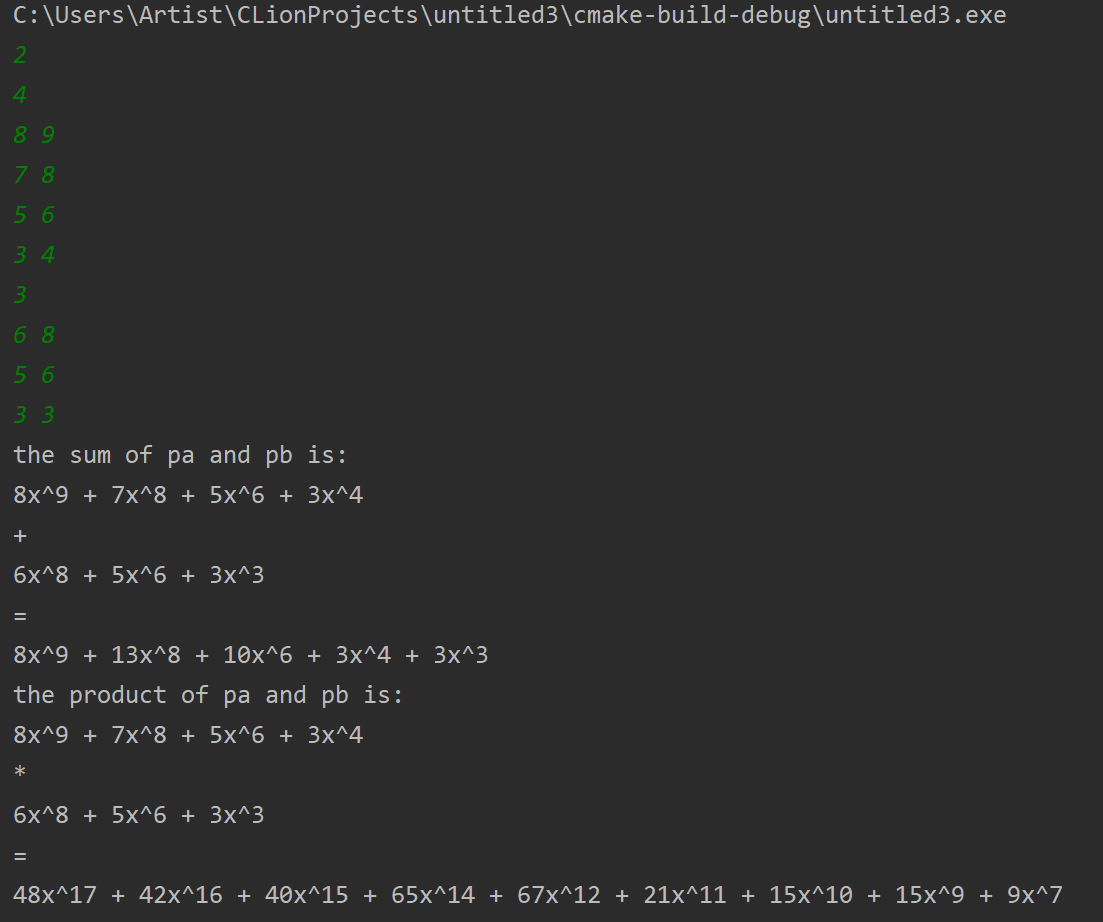 C:\Users\Artist\CLionProjects\untitled3\cmake-build-debug\untitled3.exe
2
4
8 9
7 8
5 6
3 4
3
6 8
5 6
3 3
the sum of pa and pb is:
8x^9 + 7x^8 + 5x^6 + 3x^4
+
6x^8 + 5x^6 + 3x^3
=
8x^9 + 13x^8 + 10x^6 + 3x^4 + 3x^3
the product of pa and pb is:
8x^9 + 7x^8 + 5x^6 + 3x^4
*
6x^8 + 5x^6 + 3x^3
=
48x^17 + 42x^16 + 40x^15 + 65x^14 + 67x^12 + 21x^11 + 15x^10 + 15x^9 + 9x^7